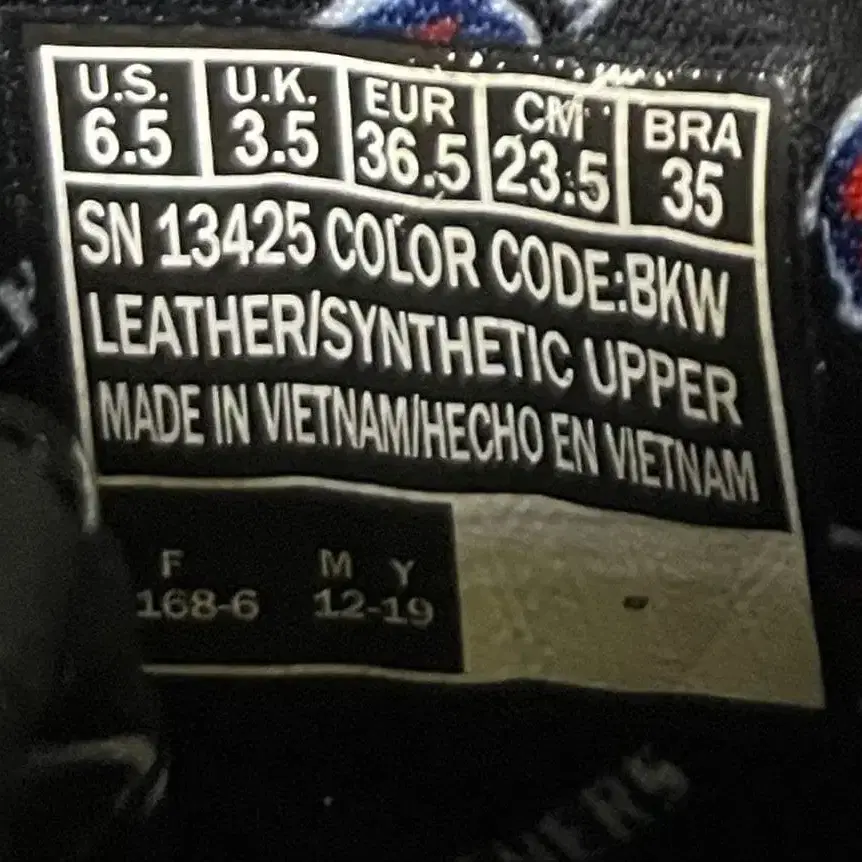 U.S. U.K. EUR CM BRA
6.5 3.5 36.5 23.5 35
SN 13425 COLOR CODE:BKW
LEATHER/SYNTHETIC UPPER
MADE IN VIETNAM/HECHO EN VIETNAM
F M Y
168-6 12-19